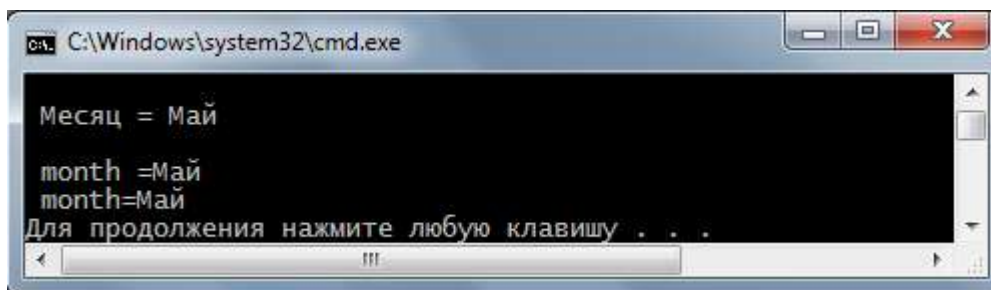 C:\Windows\system32\cmd.exe
Месяц = Май
month =Май
month=Май
Для продолжения нажмите любую клавишу . . .